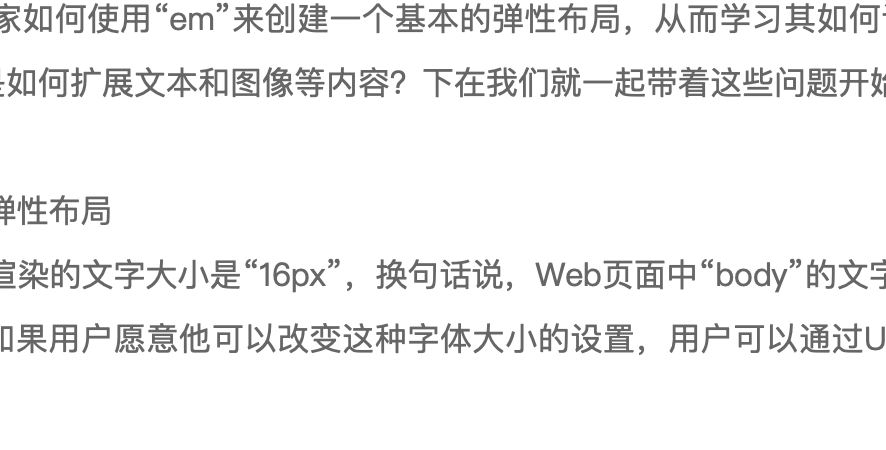 家如何使用“em”来创建一个基本的弹性布局，从而学习其如何
是如何扩展文本和图像等内容？下在我们就一起带着这些问题开始
弹性布局
渲染的文字大小是“16px”，换句话说，Web页面中“body”的文字
如果用户愿意他可以改变这种字体大小的设置，用户可以通过U